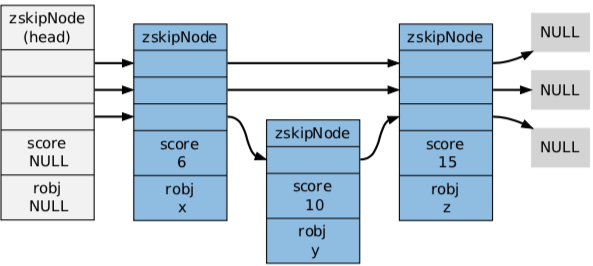 zskipNode
(head)
score
NULL
robj
NULL
zskipNode
score
6
robj
x
zskipNode
score
10
robj
y
zskipNode
score
15
robj
z
NULL
NULL
NULL